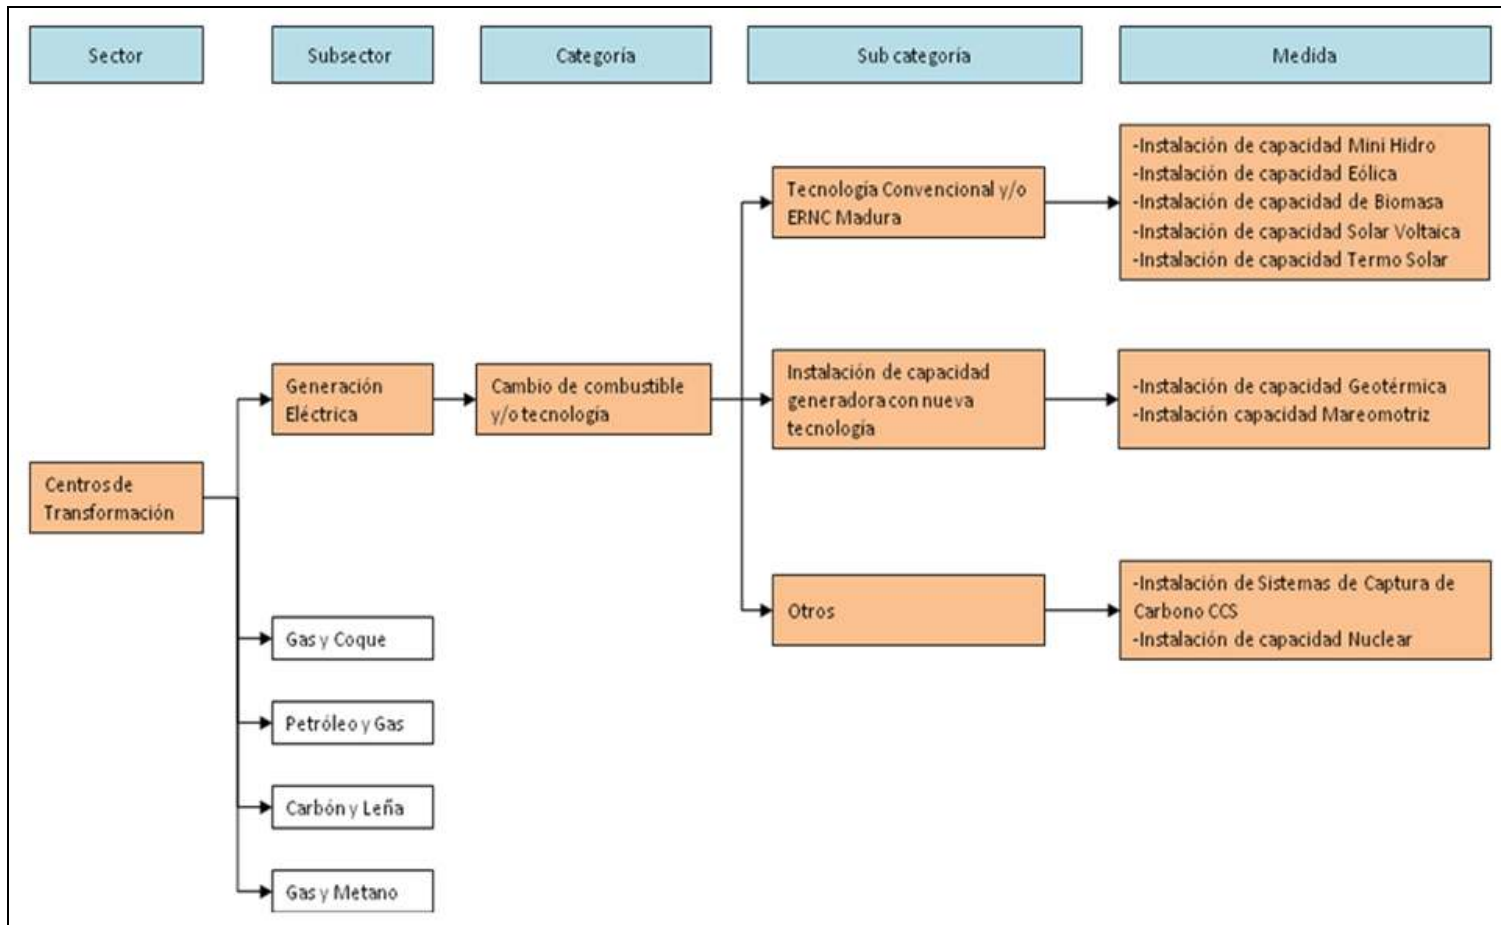 Sector
Subsector
Categoría
Sub categoría
Medida
Centros de
Transformación
Generación
Eléctrica
Gas y Coque
Petróleo y Gas
Carbón y Leña
Gas y Metano
Cambio de combustible
y/o tecnología
Tecnología Convencional y/o
ERNC Madura
-Instalación de capacidad Mini Hidro
-Instalación de capacidad Eólica
-Instalación de capacidad de Biomasa
-Instalación de capacidad Solar Voltaica
-Instalación de capacidad Termo Solar
Instalación de capacidad
generadora con nueva
tecnología
-Instalación de capacidad Geotérmica
-Instalación capacidad Mareomotriz
Otros
-Instalación de Sistemas de Captura de
Carbono CCS
-Instalación de capacidad Nuclear